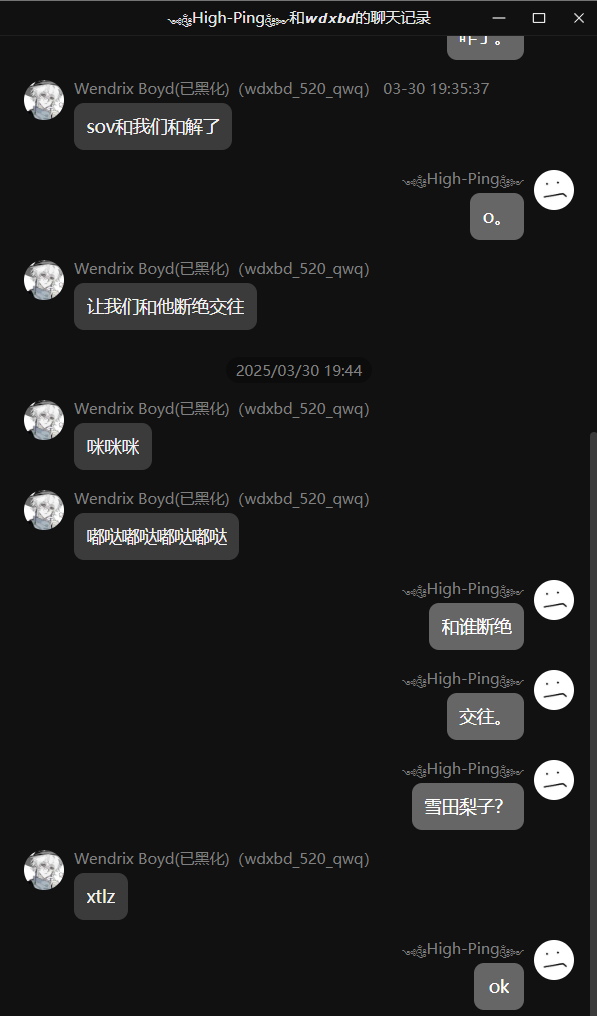 High-Ping和wdxbd的聊天记录
咋了。
Wendrix Boyd(已黑化)（wdxbd_520_qwq） 03-30 19:35:37
sov和我们和解了
High-Ping
o。
Wendrix Boyd(已黑化)（wdxbd_520_qwq）
让我们和他断绝交往
2025/03/30 19:44
Wendrix Boyd(已黑化)（wdxbd_520_qwq）
咪咪咪
Wendrix Boyd(已黑化)（wdxbd_520_qwq）
嘟哒嘟哒嘟哒嘟哒
High-Ping
和谁断绝
High-Ping
交往。
High-Ping
雪田梨子？
Wendrix Boyd(已黑化)（wdxbd_520_qwq）
xtlz
High-Ping
ok